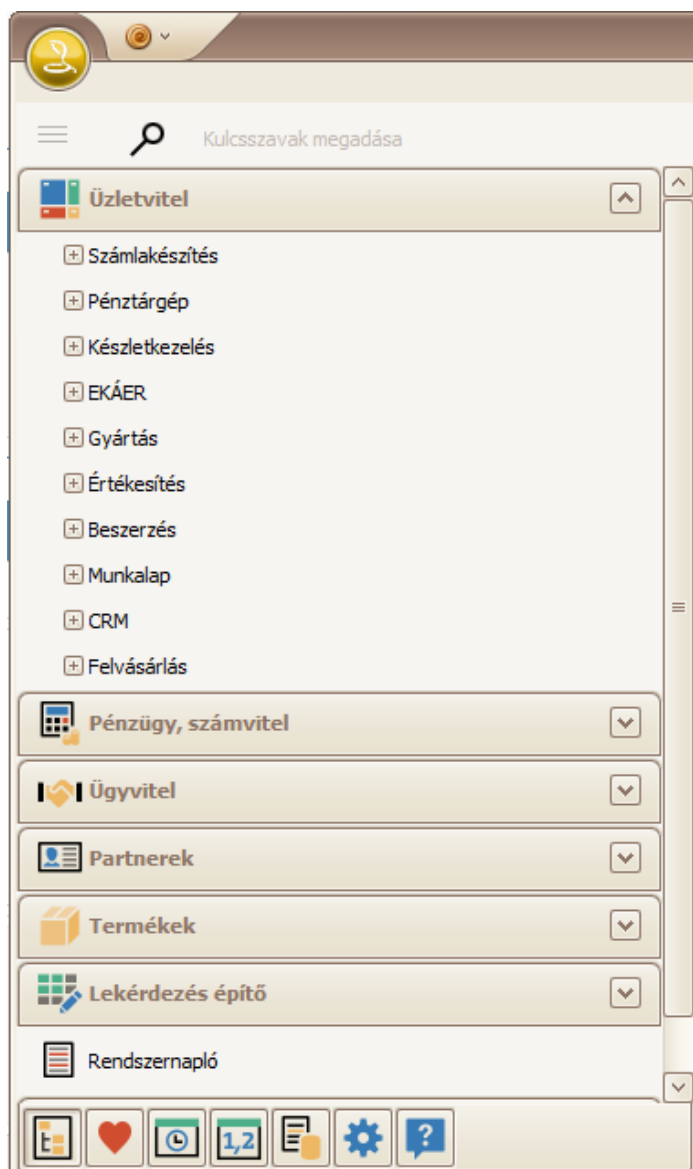 Kulcsszavak megadása
Üzletvitel
Számlakészítés
Pénztárgép
Készletkezelés
EKÁER
Gyártás
Értékesítés
Beszerzés
Munkalap
CRM
Felvásárlás
Pénzügy, számvitel
Ügyvitel
Partnerek
Termékek
Lekérdezés építő
Rendszernapló
1,2 ?